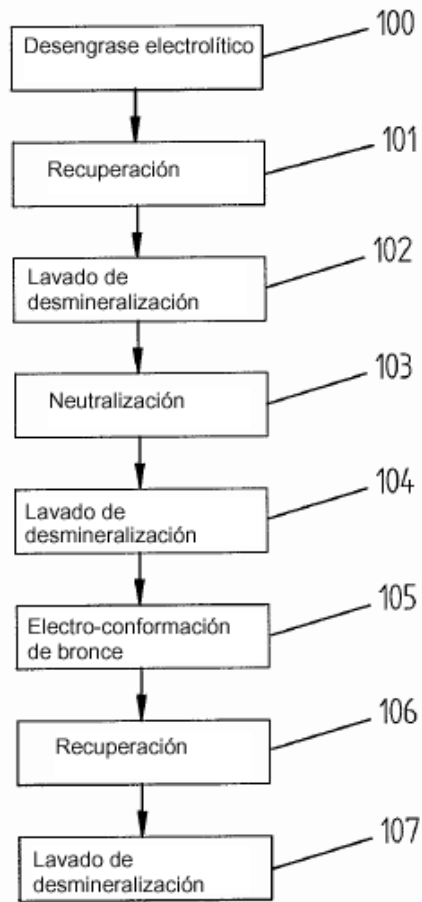 100
Desengrase electrolítico
101
Recuperación
102
Lavado de
desmineralización
103
Neutralización
104
Lavado de
desmineralización
105
Electro-conformación
de bronce
106
Recuperación
107
Lavado de
desmineralización